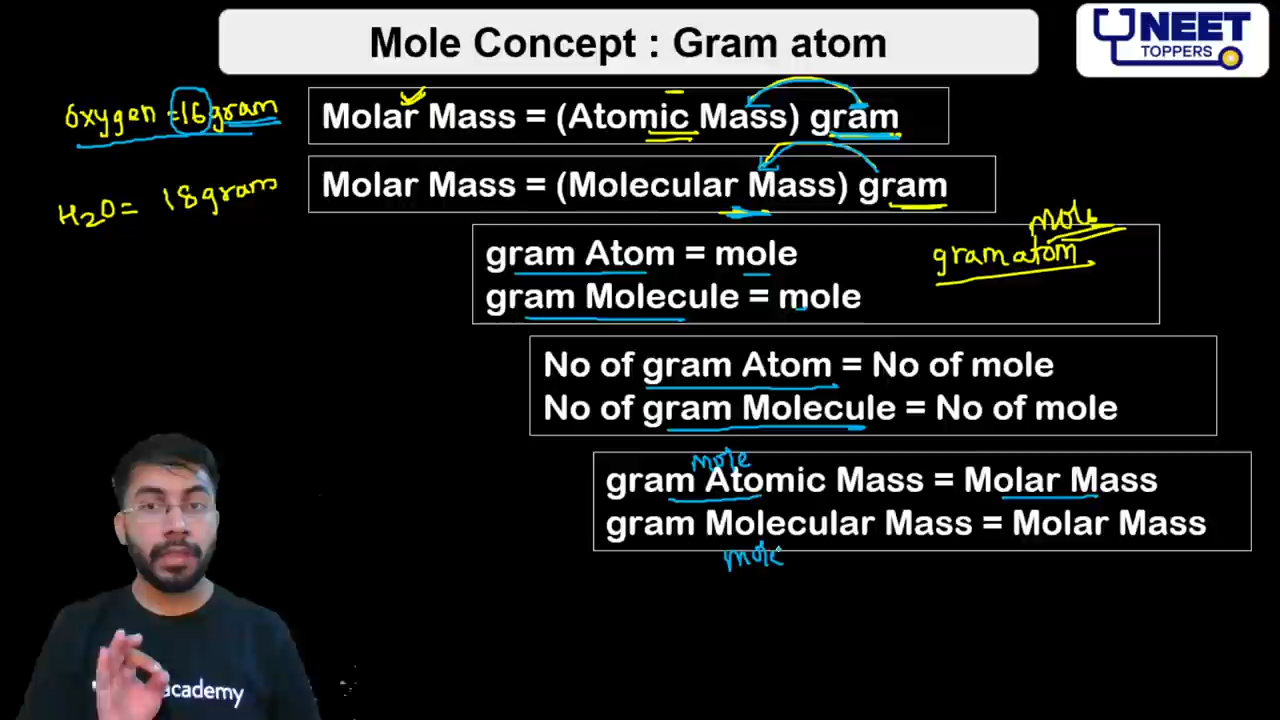 Mole Concept : Gram atom
NEET
TOPPERS
Oxygen = 16 gram
Molar Mass = (Atomic Mass) gram
H2O = 18 gram
Molar Mass = (Molecular Mass) gram
mole
gram Atom = mole
gram atom
gram Molecule = mole
No of gram Atom = No of mole
No of gram Molecule = No of mole
mole
gram Atomic Mass = Molar Mass
gram Molecular Mass = Molar Mass
mole
academy